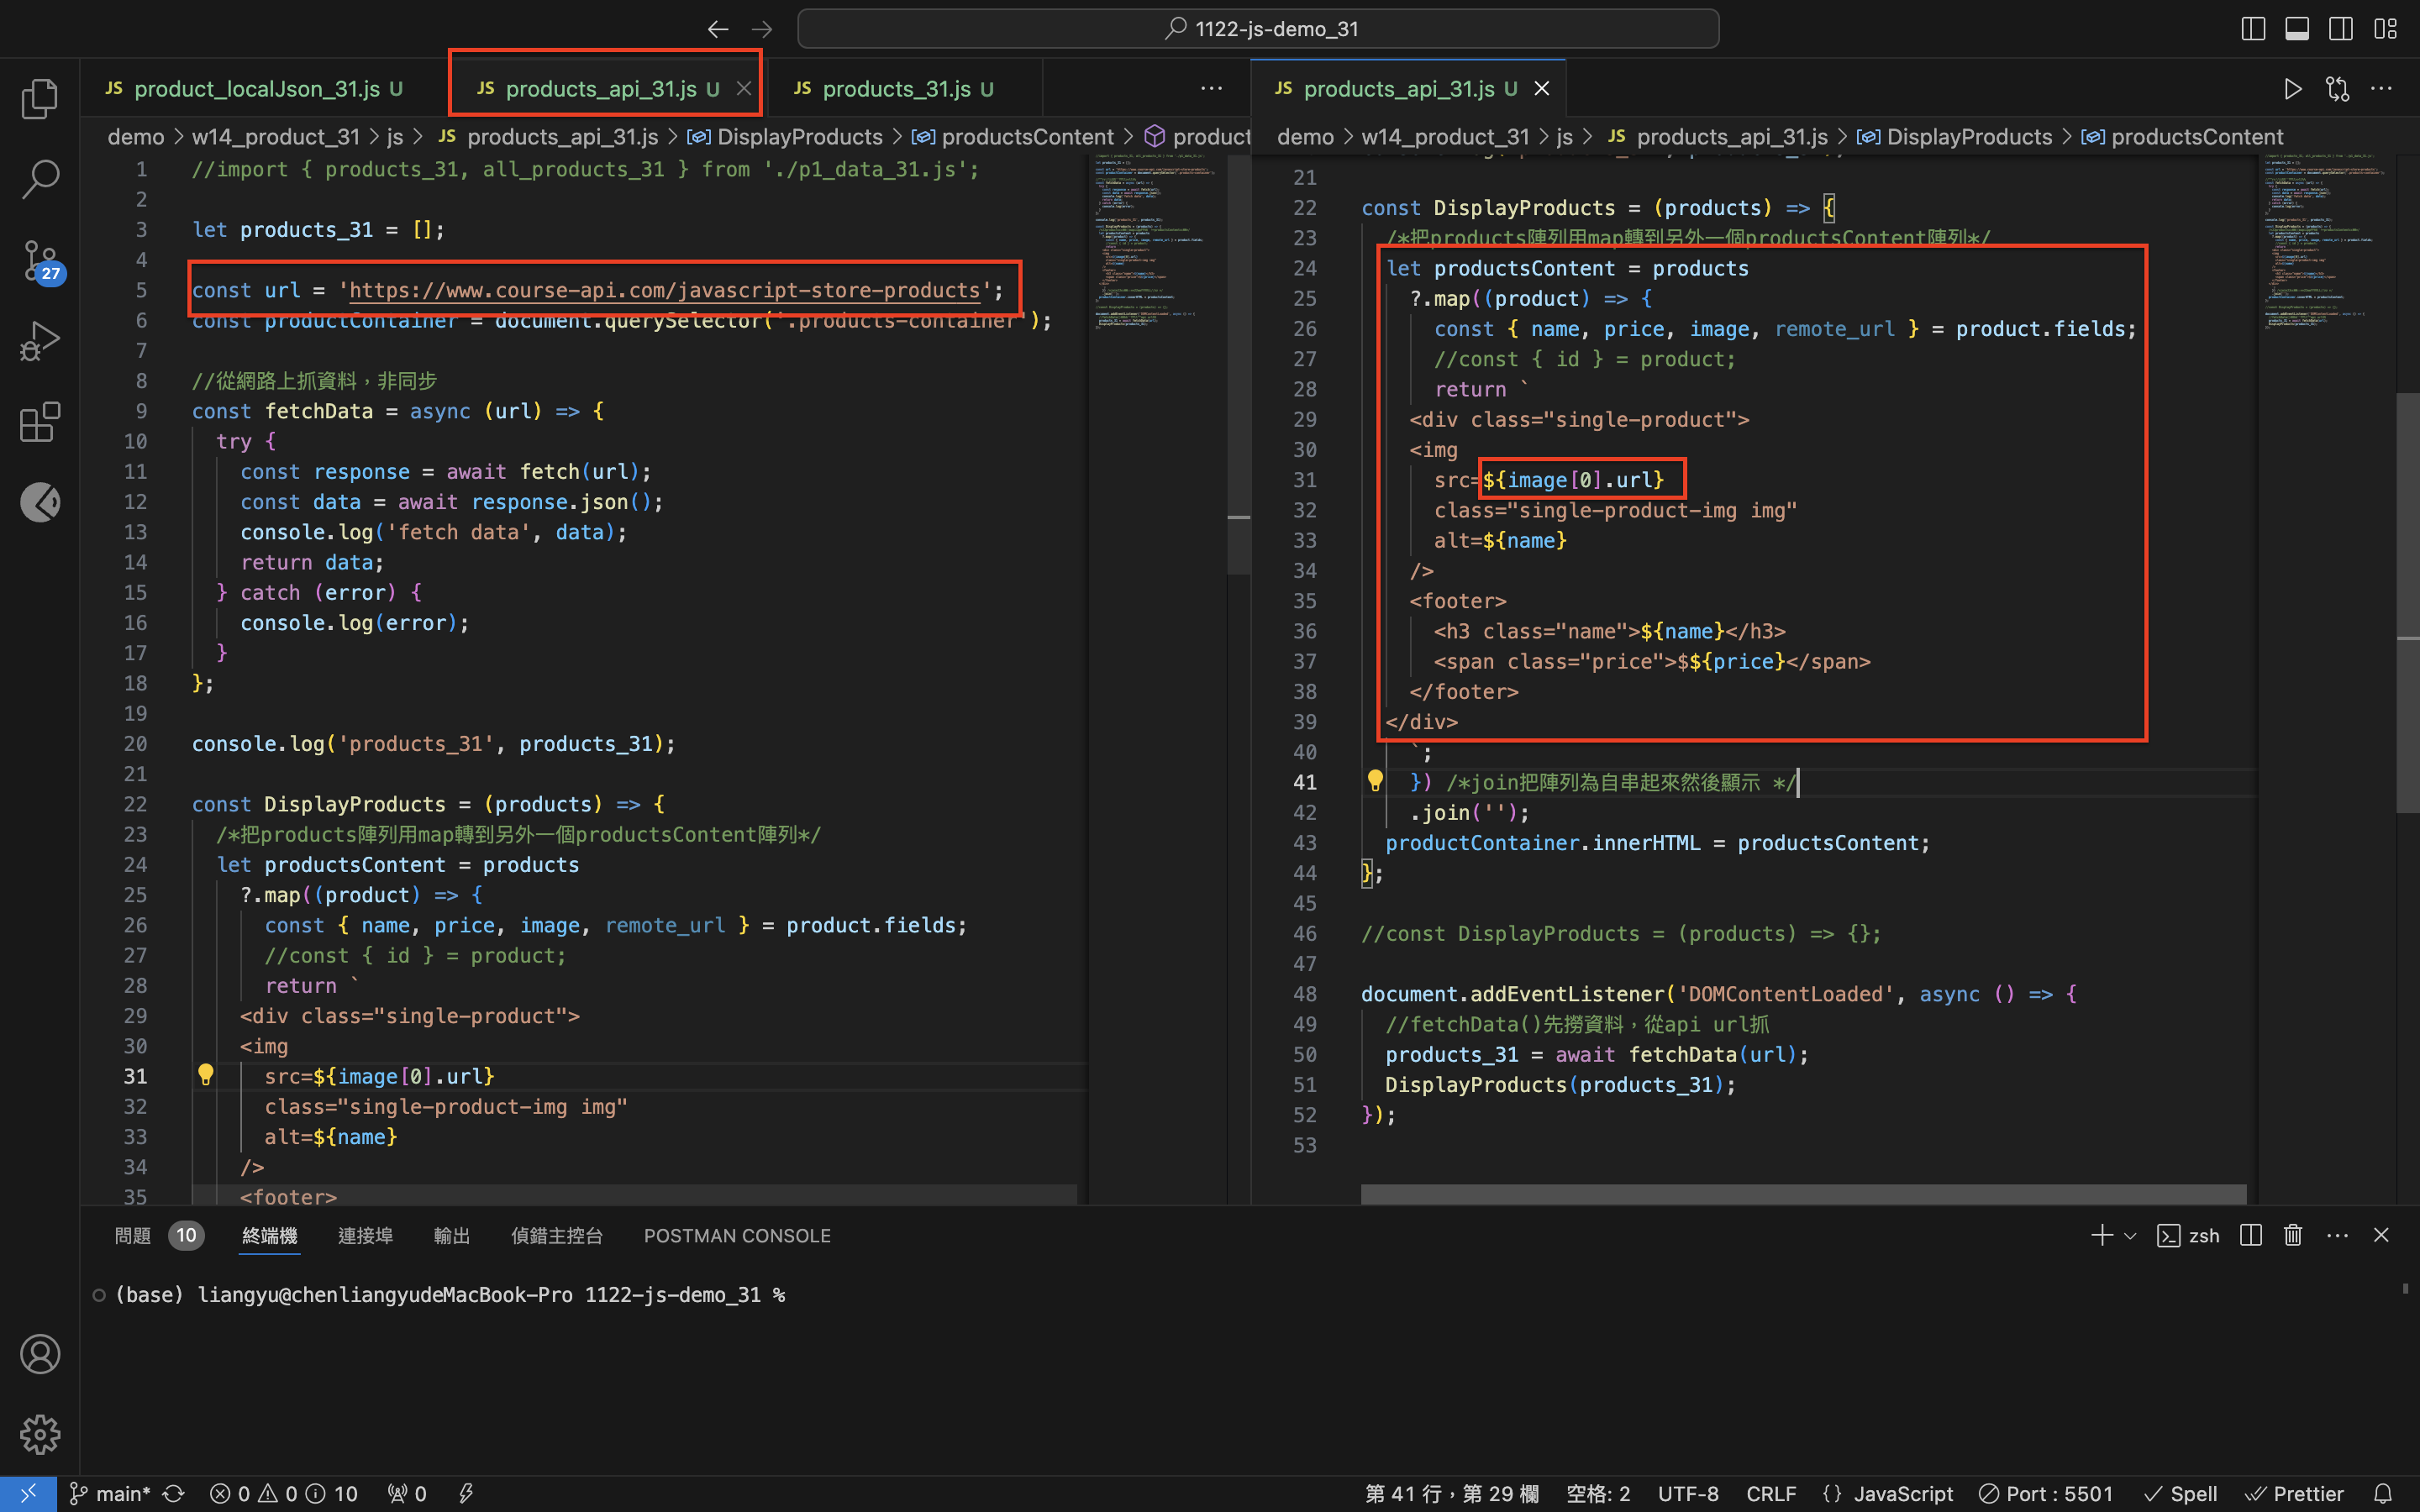 1122-js-demo_31
JS product_localJson_31.js U
JS products_api_31.js U
JS products_31.js U
demo > w14_product_31 > js > JS products_api_31.js > DisplayProducts > productsContent > product
1 //import { products_31, all_products_31 } from './p1_data_31.js';
2
3 let products_31 = [];
4
5 const url = 'https://www.course-api.com/javascript-store-products';
6 const productContainer = document.querySelector('.products-container');
7
8 //從網路上抓資料，非同步
9 const fetchData = async (url) => {
10 try {
11 const response = await fetch(url);
12 const data = await response.json();
13 console.log('fetch data', data);
14 return data;
15 } catch (error) {
16 console.log(error);
17 }
18 };
19
20 console.log('products_31', products_31);
21
22 const DisplayProducts = (products) => {
23 /*把products陣列用map轉到另外一個productsContent陣列*/
24 let productsContent = products
25 ?.map((product) => {
26 const { name, price, image, remote_url } = product.fields;
27 //const { id } = product;
28 return `
29 <div class="single-product">
30 <img
31 src=${image[0].url}
32 class="single-product-img img"
33 alt=${name}
34 />
35 <footer>
JS products_api_31.js U
demo > w14_product_31 > js > JS products_api_31.js > DisplayProducts > productsContent
21
22 const DisplayProducts = (products) => {
23 /*把products陣列用map轉到另外一個productsContent陣列*/
24 let productsContent = products
25 ?.map((product) => {
26 const { name, price, image, remote_url } = product.fields;
27 //const { id } = product;
28 return `
29 <div class="single-product">
30 <img
31 src=${image[0].url}
32 class="single-product-img img"
33 alt=${name}
34 />
35 <footer>
36 <h3 class="name">${name}</h3>
37 <span class="price">$${price}</span>
38 </footer>
39 </div>
40 `;
41 }) /*join把陣列為自串起來然後顯示 */
42 .join('');
43 productContainer.innerHTML = productsContent;
44 };
45
46 //const DisplayProducts = (products) => {};
47
48 document.addEventListener('DOMContentLoaded', async () => {
49 //fetchData()先撈資料，從api url抓
50 products_31 = await fetchData(url);
51 DisplayProducts(products_31);
52 });
53
27
問題 10 終端機 連接埠 輸出 偵錯主控台 POSTMAN CONSOLE
zsh
(base) liangyu@chenliangyudeMacBook-Pro 1122-js-demo_31 %
main* 0 0 10 0
第 41 行，第 29 欄 空格: 2 UTF-8 CRLF {} JavaScript Port : 5501 Spell Prettier